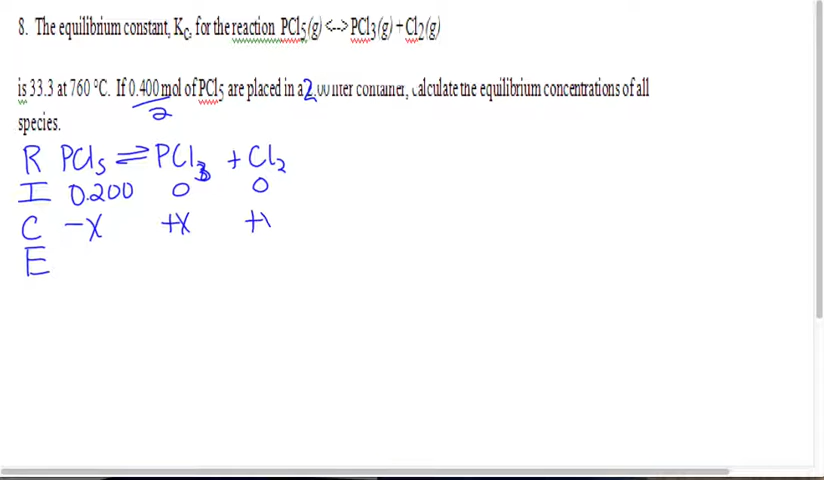 8. The equilibrium constant, KC, for the reaction PCl5(g) <--> PCl3(g) + Cl2(g)
is 33.3 at 760 °C. If 0.400 mol of PCl5 are placed in a 2.00 liter container, calculate the equilibrium concentrations of all
2
species.
R PCl5 ⇌ PCl3 + Cl2
I 0.200 0 0
C -x +x +x
E